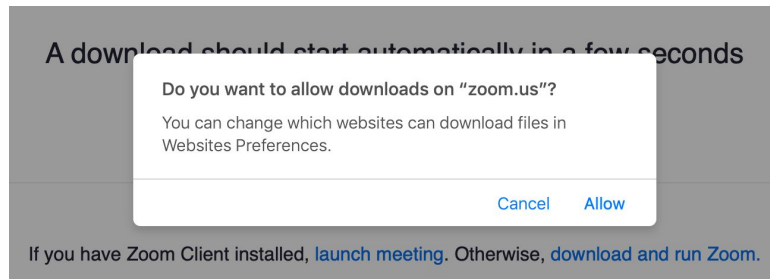 A download should start automatically in a few seconds
Do you want to allow downloads on “zoom.us”?
You can change which websites can download files in
Websites Preferences.
Cancel Allow
If you have Zoom Client installed, launch meeting. Otherwise, download and run Zoom.